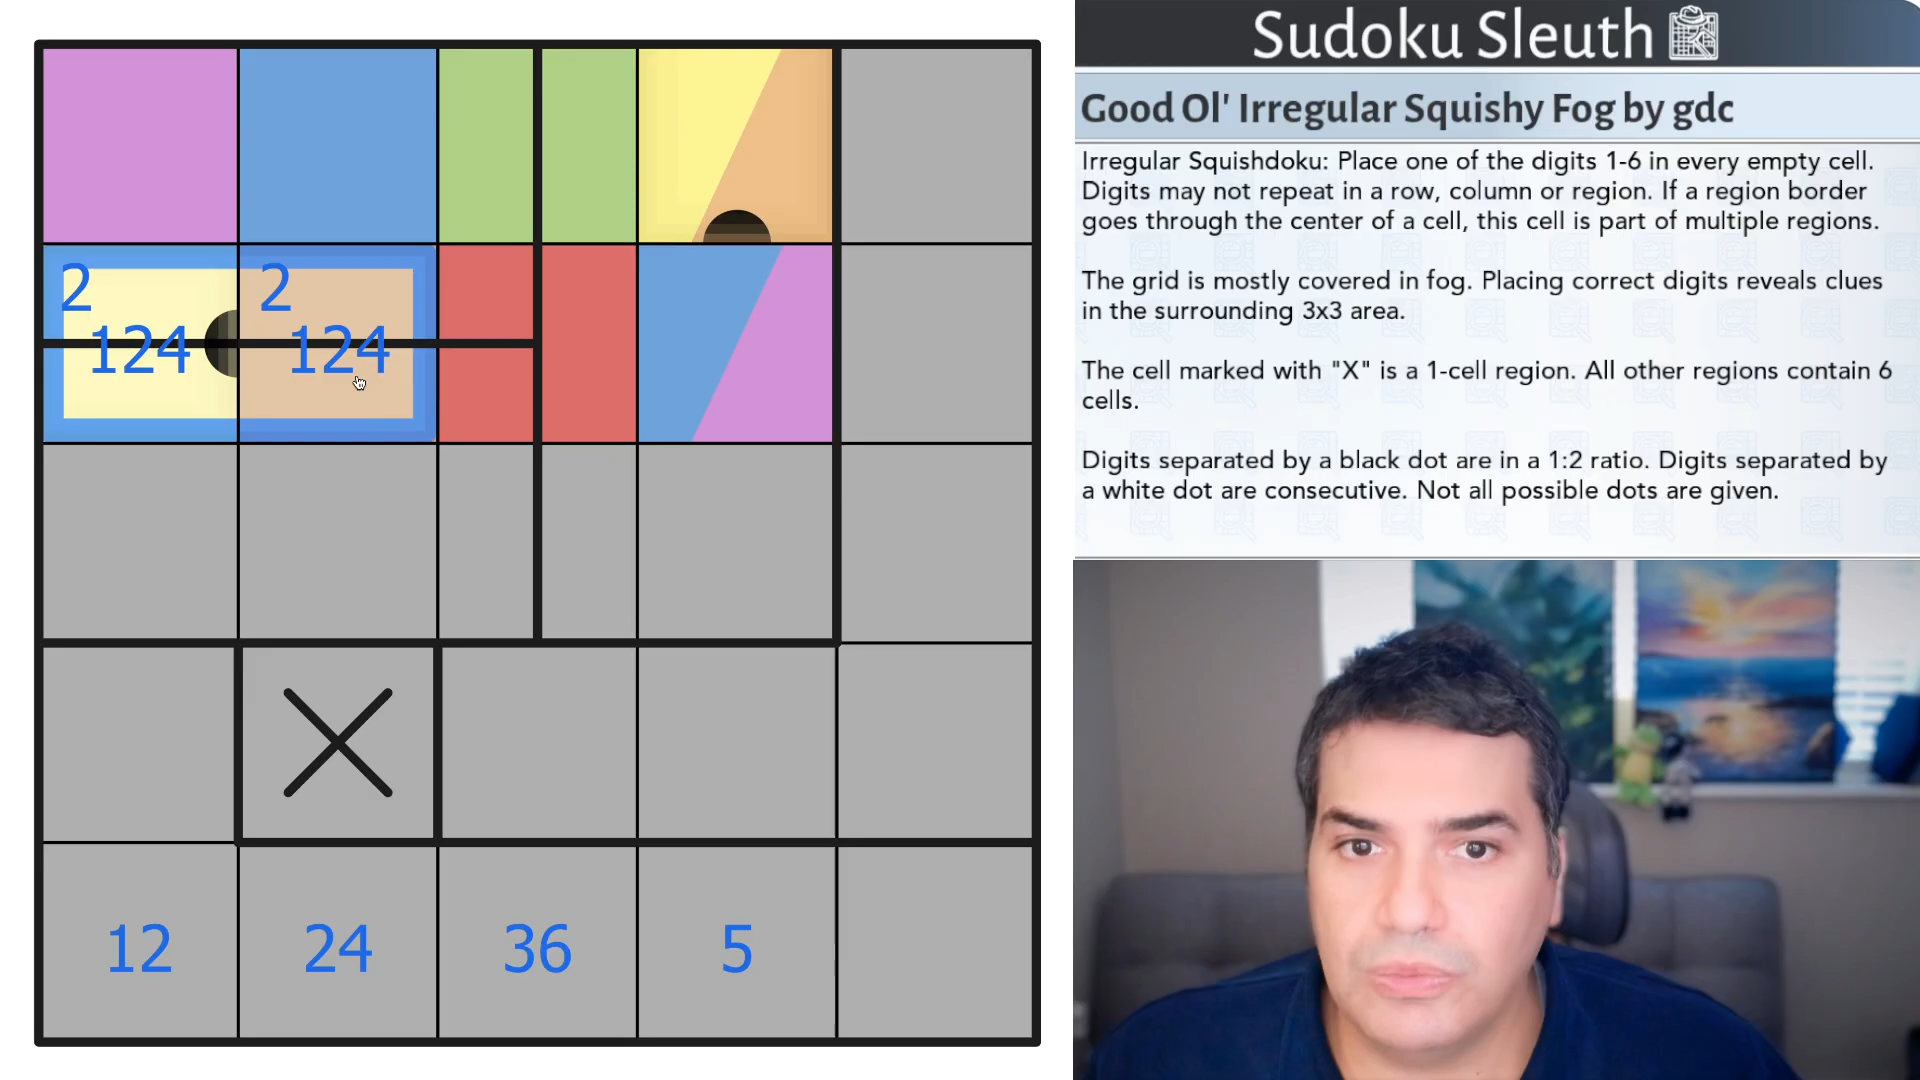 Sudoku Sleuth
Good Ol' Irregular Squishy Fog by gdc
Irregular Squishdoku: Place one of the digits 1-6 in every empty cell.
Digits may not repeat in a row, column or region. If a region border
goes through the center of a cell, this cell is part of multiple regions.
The grid is mostly covered in fog. Placing correct digits reveals clues
in the surrounding 3x3 area.
The cell marked with "X" is a 1-cell region. All other regions contain 6
cells.
Digits separated by a black dot are in a 1:2 ratio. Digits separated by
a white dot are consecutive. Not all possible dots are given.
2 2
124 124
X
12 24 36 5